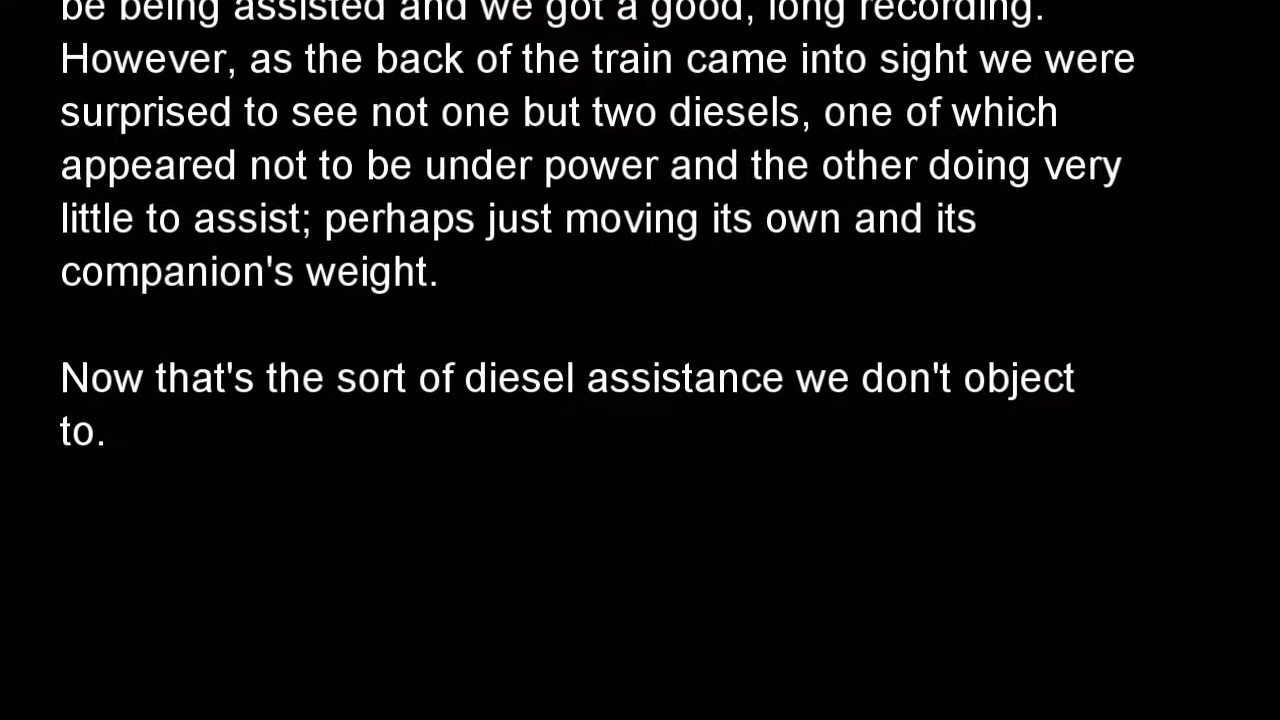 be being assisted and we got a good, long recording.
However, as the back of the train came into sight we were
surprised to see not one but two diesels, one of which
appeared not to be under power and the other doing very
little to assist; perhaps just moving its own and its
companion's weight.
Now that's the sort of diesel assistance we don't object
to.